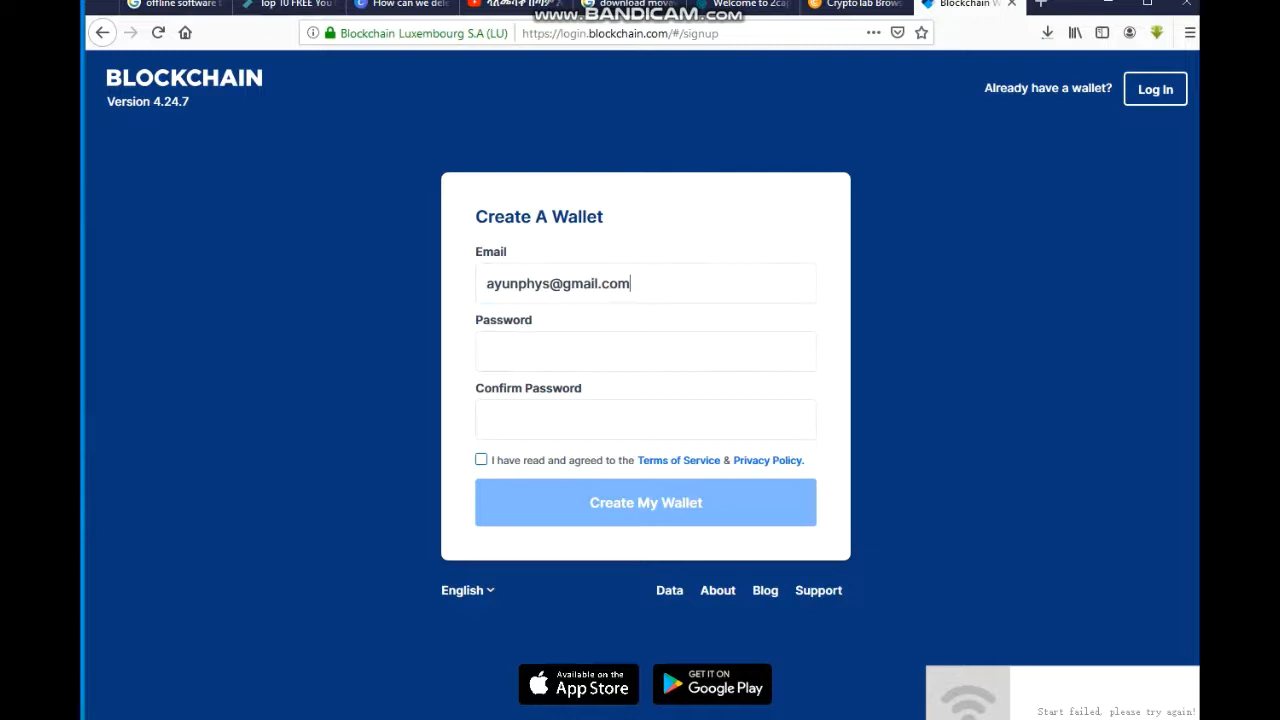 offline software
Top 10 FREE You
How can we dele
download mova
Welcome to 2cap
Crypto lab Brows
Blockchain W
www.BANDICAM.com
Blockchain Luxembourg S.A (LU)
https://login.blockchain.com/#/signup
BLOCKCHAIN
Version 4.24.7
Already have a wallet?
Log In
Create A Wallet
Email
ayunphys@gmail.com
Password
Confirm Password
I have read and agreed to the Terms of Service & Privacy Policy.
Create My Wallet
English
Data
About
Blog
Support
Available on the
App Store
GET IT ON
Google Play
Start failed, please try again!